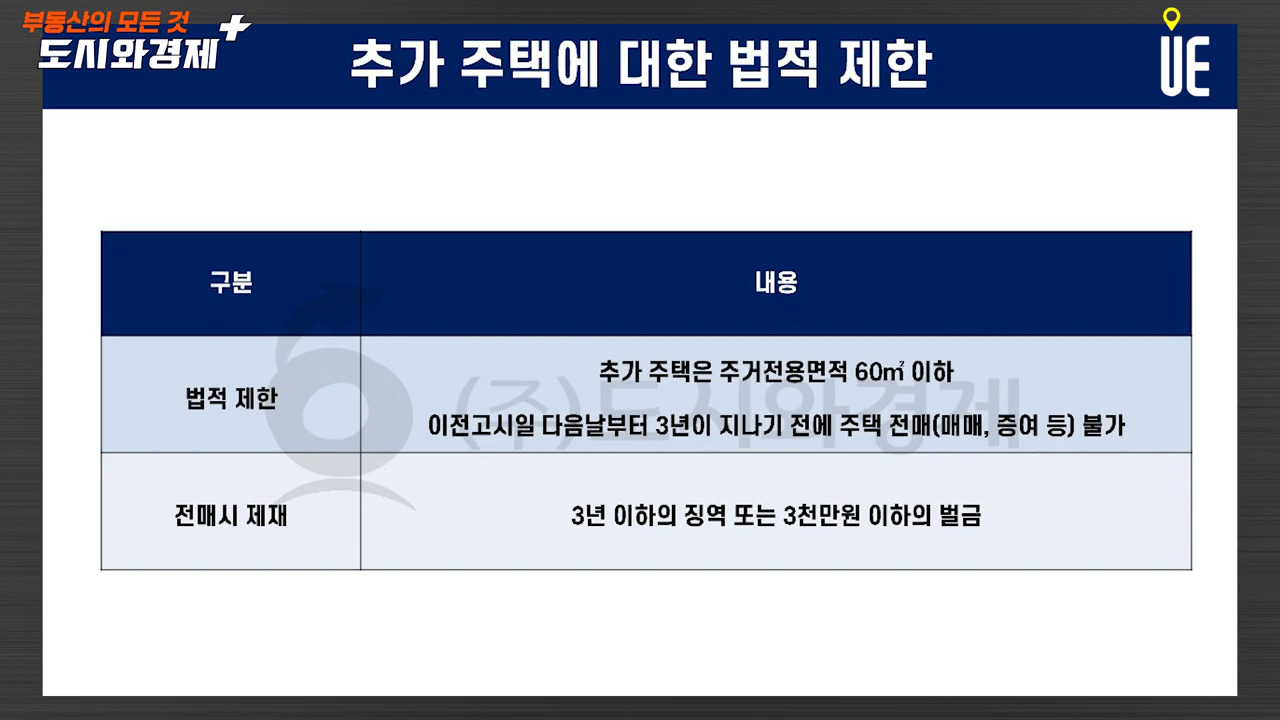 부동산의 모든 것
도시와경제
추가 주택에 대한 법적 제한
UE
구분
내용
법적 제한
추가 주택은 주거전용면적 60㎡ 이하
이전고시일 다음날부터 3년이 지나기 전에 주택 전매(매매, 증여 등) 불가
전매시 제재
3년 이하의 징역 또는 3천만원 이하의 벌금
(주)도시와경제